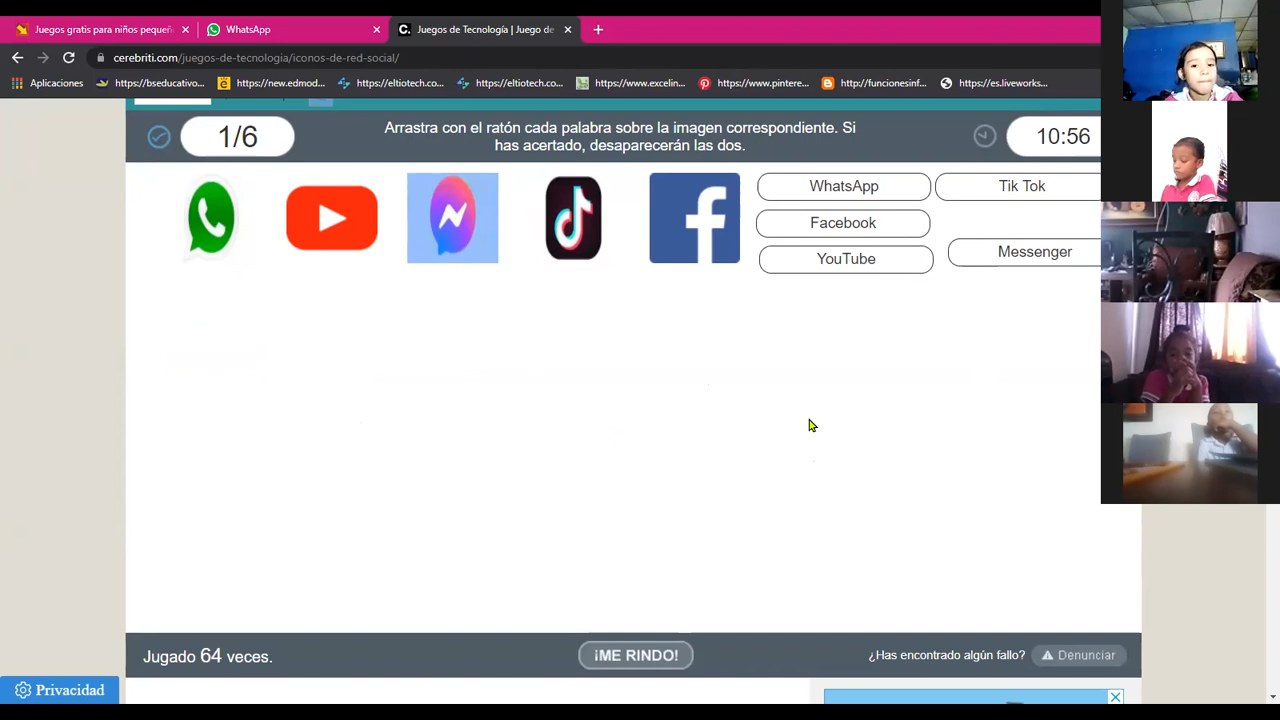 Juegos gratis para niños pequeñ
WhatsApp
C. Juegos de Tecnología | Juego de
cerebriti.com/juegos-de-tecnologia/iconos-de-red-social/
Aplicaciones
https://bseducativo...
https://new.edmod...
https://eltiotech.co...
https://eltiotech.co...
https://www.excelin...
https://www.pintere...
http://funcionesinf...
https://es.liveworks...
1/6
Arrastra con el ratón cada palabra sobre la imagen correspondiente. Si
has acertado, desaparecerán las dos.
10:56
WhatsApp
Tik Tok
Facebook
YouTube
Messenger
Jugado 64 veces.
¡ME RINDO!
¿Has encontrado algún fallo?
Denunciar
Privacidad